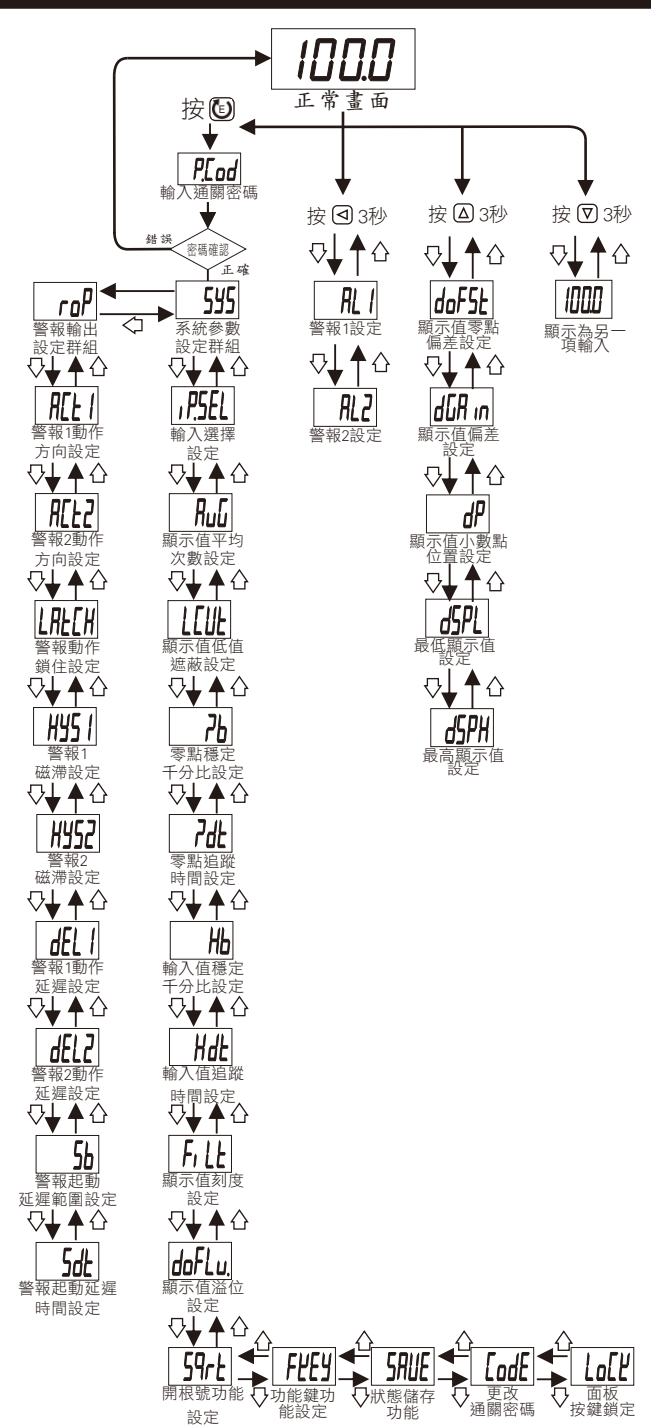 100.0
正常畫面
按 E
P.Cod
輸入通關密碼
錯誤
密碼確認
正確
roP
警報輸出
設定群組
ACt1
警報1動作
方向設定
ACt2
警報2動作
方向設定
LAtCH
警報動作
鎖住設定
HYS1
警報1
磁滯設定
HYS2
警報2
磁滯設定
dEL1
警報1動作
延遲設定
dEL2
警報2動作
延遲設定
Sb
警報起動
延遲範圍設定
Sdt
警報起動延遲
時間設定
SYS
系統參數
設定群組
iP.SEL
輸入選擇
設定
AvG
顯示值平均
次數設定
LCUt
顯示值低值
遮蔽設定
零點穩定
千分比設定
零點追蹤
時間設定
Hb
輸入值穩定
千分比設定
Hdt
輸入值追蹤
時間設定
FiLt
顯示值刻度
設定
doFLu.
顯示值溢位
設定
Sqrt
開根號功能
設定
FKEY
功能鍵功
能設定
SAVE
狀態儲存
功能
CodE
更改
通關密碼
LoCK
面板
按鍵鎖定
按 3秒
AL1
警報1設定
AL2
警報2設定
按 3秒
doFSt
顯示值零點
偏差設定
dGAin
顯示值偏差
設定
dP
顯示值小數點
位置設定
dSPL
最低顯示值
設定
dSPH
最高顯示值
設定
按 3秒
100.0
顯示為另一
項輸入